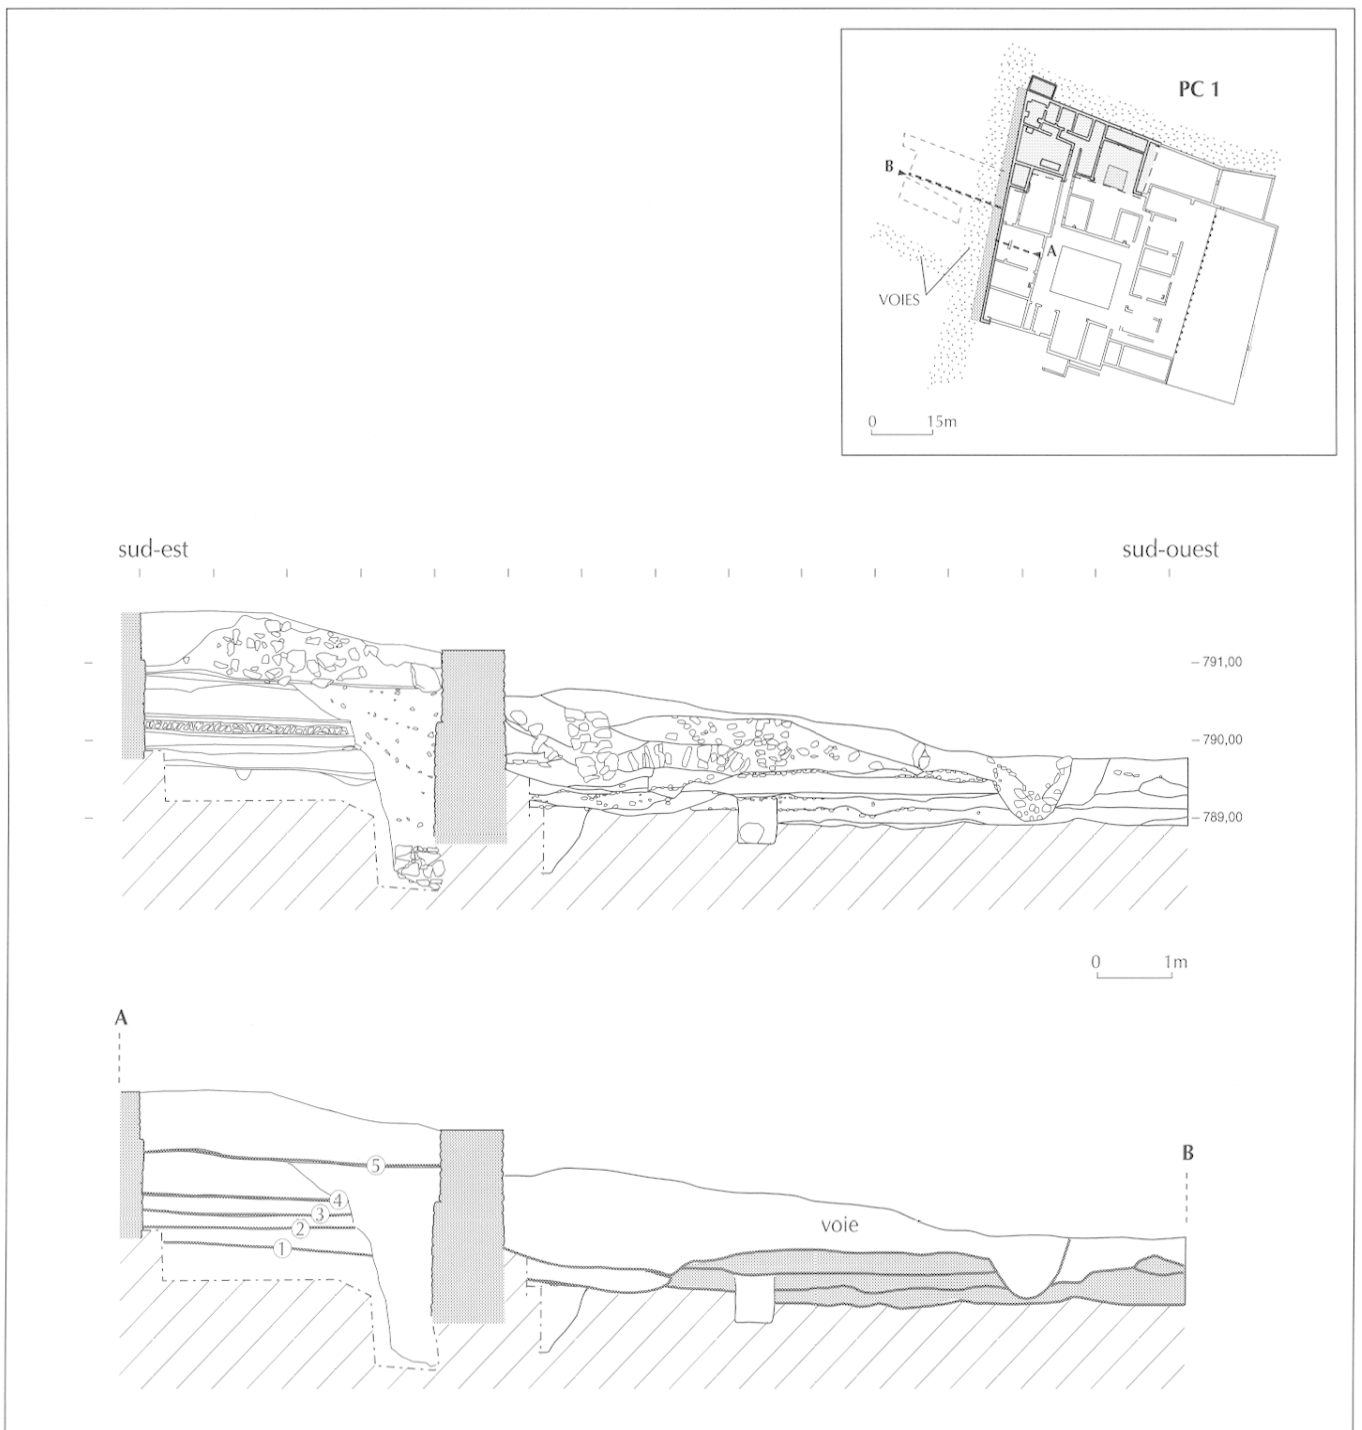 PC 1
B
A
VOIES
0 15m
sud-est sud-ouest
– 791,00
– 790,00
– 789,00
0 1m
A
B
5
4
3
2
1
voie